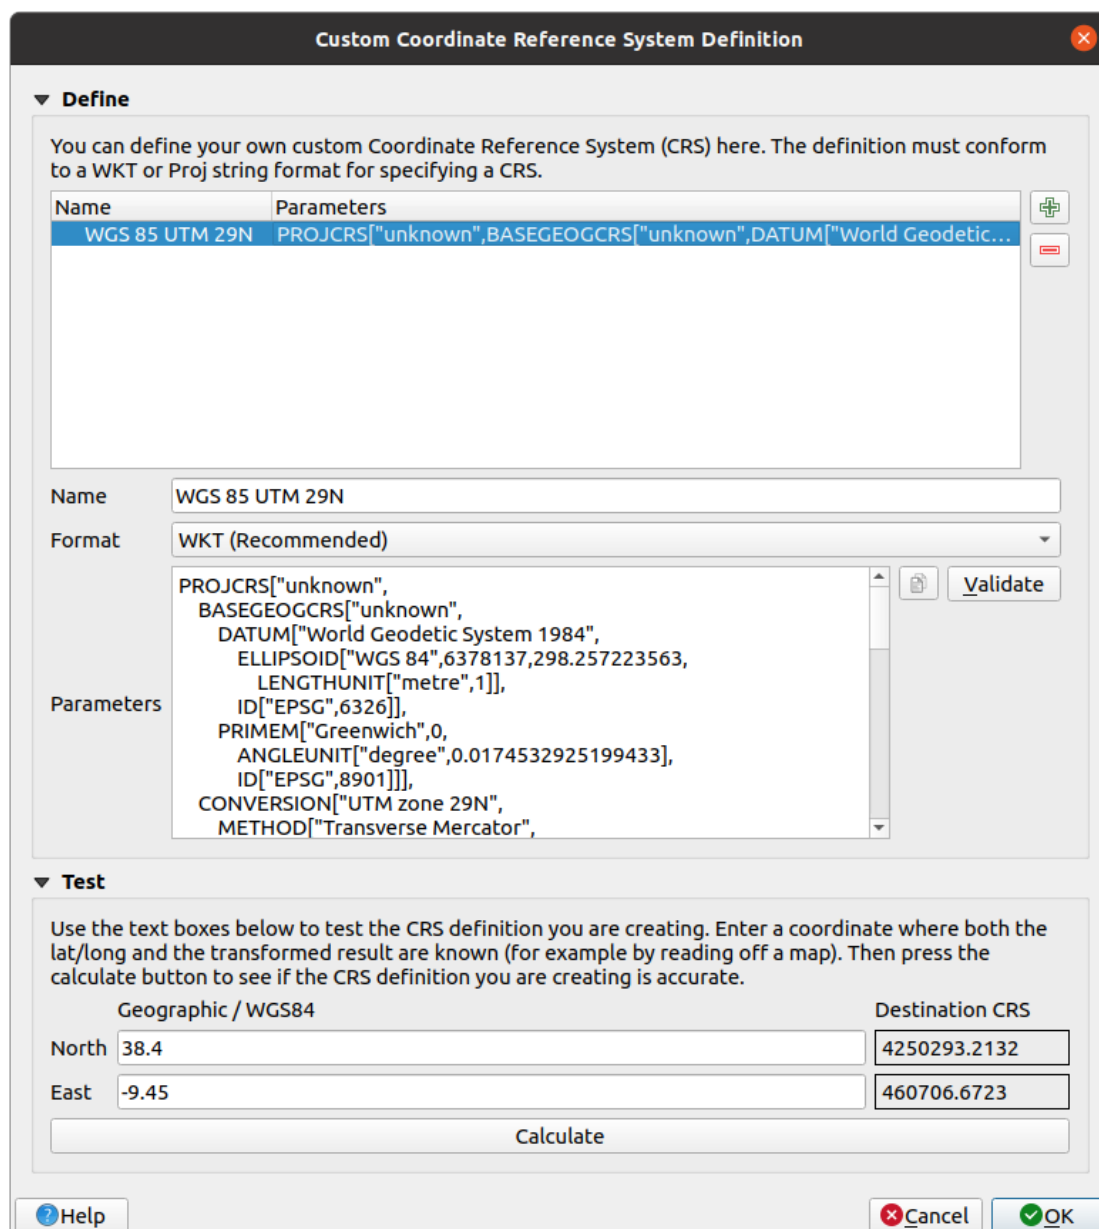 Custom Coordinate Reference System Definition
Define
You can define your own custom Coordinate Reference System (CRS) here. The definition must conform
to a WKT or Proj string format for specifying a CRS.
Name Parameters
WGS 85 UTM 29N PROJCRS["unknown",BASEGEOGCRS["unknown",DATUM["World Geodetic...
Name WGS 85 UTM 29N
Format WKT (Recommended)
PROJCRS["unknown", Validate
BASEGEOGCRS["unknown",
DATUM["World Geodetic System 1984",
ELLIPSOID["WGS 84",6378137,298.257223563,
LENGTHUNIT["metre",1]],
Parameters ID["EPSG",6326]],
PRIMEM["Greenwich",0,
ANGLEUNIT["degree",0.0174532925199433],
ID["EPSG",8901]]],
CONVERSION["UTM zone 29N",
METHOD["Transverse Mercator",
Test
Use the text boxes below to test the CRS definition you are creating. Enter a coordinate where both the
lat/long and the transformed result are known (for example by reading off a map). Then press the
calculate button to see if the CRS definition you are creating is accurate.
Geographic / WGS84 Destination CRS
North 38.4 4250293.2132
East -9.45 460706.6723
Calculate
Help Cancel OK